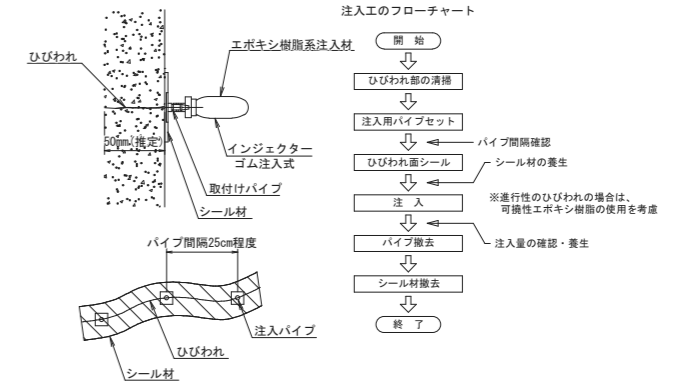 ひびわれ
エポキシ樹脂系注入材
50mm(推定)
インジェクター
ゴム注入式
取付けパイプ
シール材
パイプ間隔25cm程度
注入パイプ
ひびわれ
シール材
注入工のフローチャート
開　始
ひびわれ部の清掃
注入用パイプセット
パイプ間隔確認
ひびわれ面シール
シール材の養生
注　入
※進行性のひびわれの場合は、
可撓性エポキシ樹脂の使用を考慮
注入量の確認・養生
パイプ撤去
シール材撤去
終　了